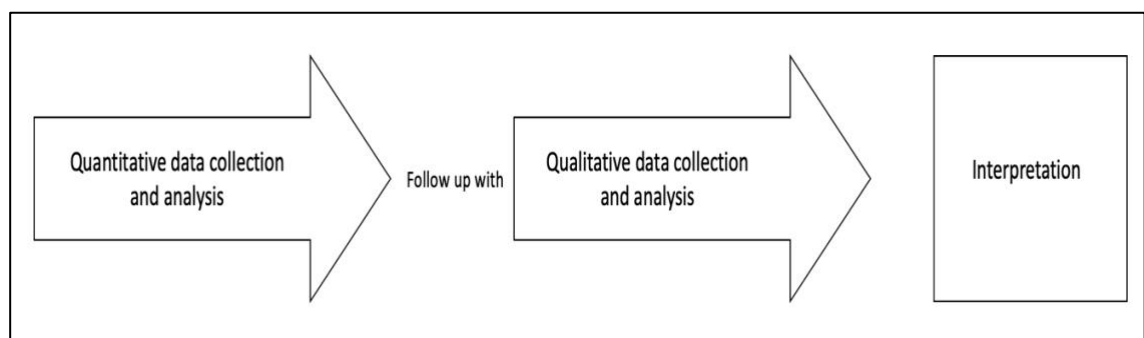 Quantitative data collection
and analysis
Follow up with
Qualitative data collection
and analysis
Interpretation